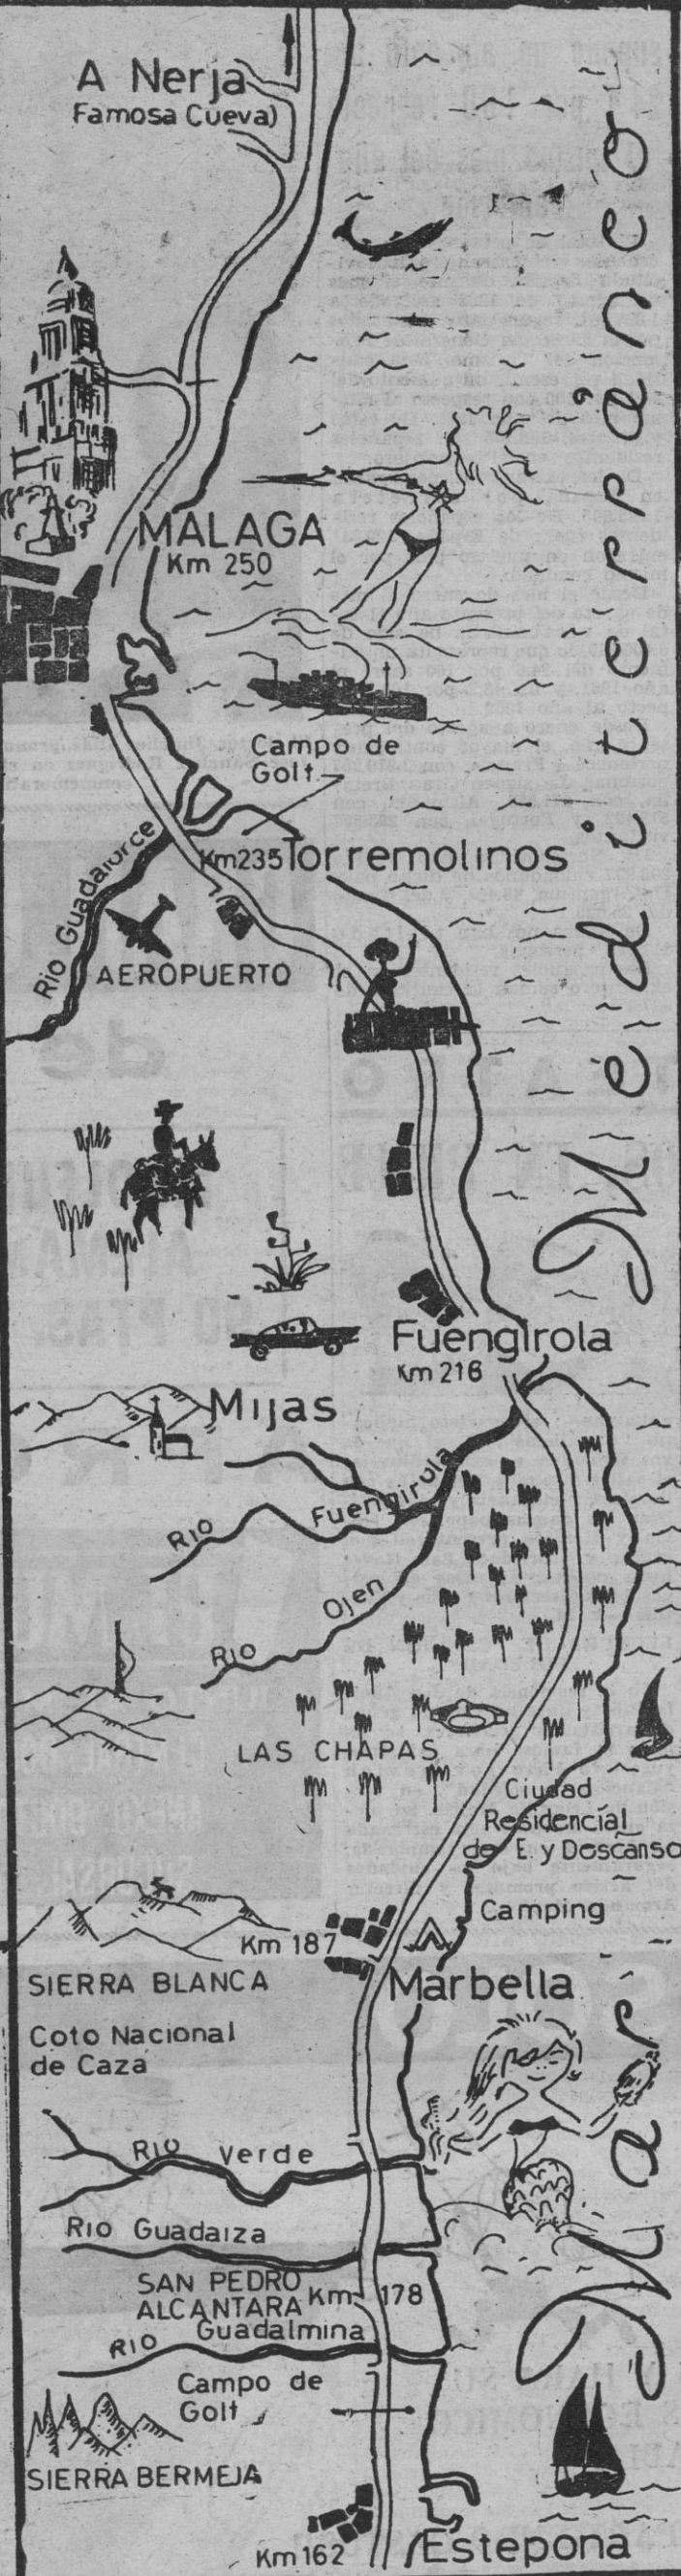 A Nerja
Famosa Cueva)
MALAGA
Km 250
Campo de
Golf
Km235 Torremolinos
Rio Guadalorce
AEROPUERTO
Fuengirola
Km 216
Mijas
Rio Fuengirola
Rio Ojen
LAS CHAPAS
Ciudad
Residencial
de E. y Descanso
Camping
Km 187
SIERRA BLANCA
Marbella
Coto Nacional
de Caza
Rio Verde
Rio Guadaiza
SAN PEDRO
ALCANTARA Km 178
Rio Guadalmina
Campo de
Golf
SIERRA BERMEJA
Km 162
Estepona
Mar Mediterráneo